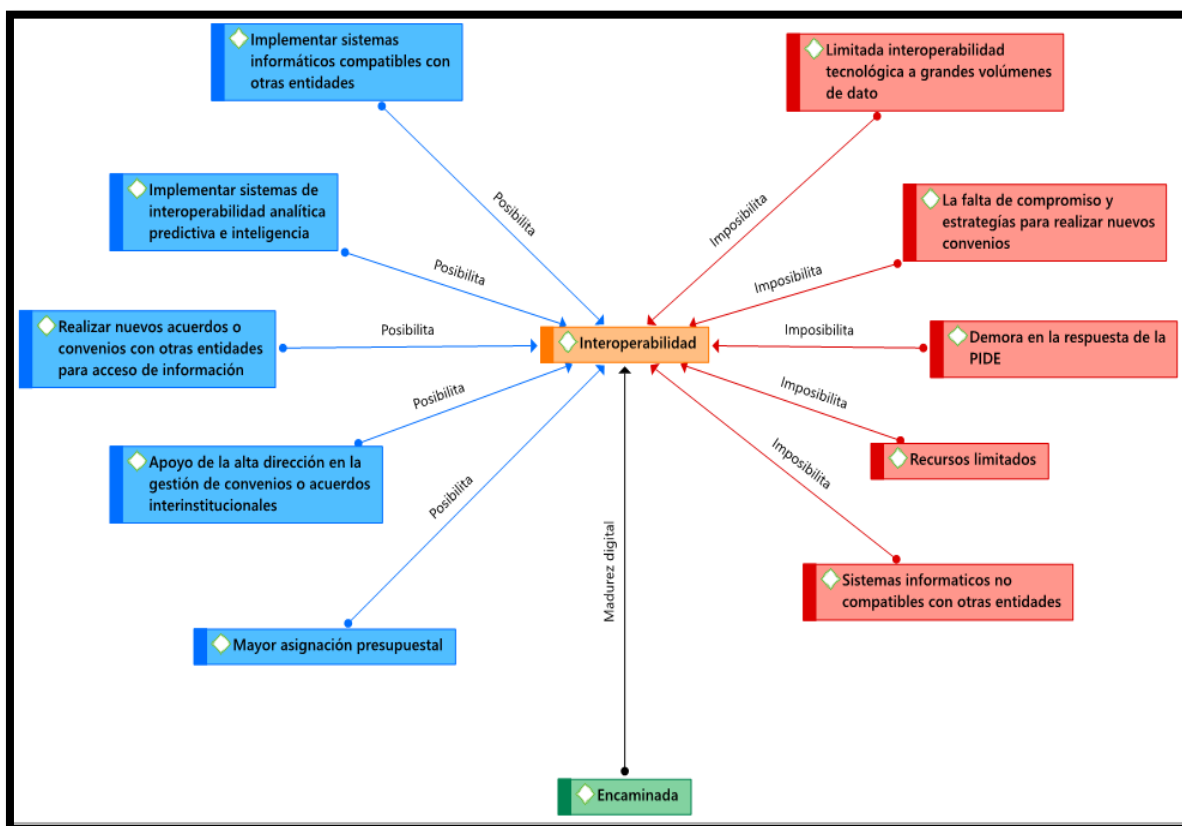 Implementar sistemas
informáticos compatibles con
otras entidades
Limitada interoperabilidad
tecnológica a grandes volúmenes
de dato
Posibilita
Imposibilita
Implementar sistemas de
interoperabilidad analítica
predictiva e inteligencia
La falta de compromiso y
estrategías para realizar nuevos
convenios
Posibilita
Imposibilita
Realizar nuevos acuerdos o
convenios con otras entidades
para acceso de información
Posibilita
Interoperabilidad
Imposibilita
Demora en la respuesta de la
PIDE
Posibilita
Imposibilita
Apoyo de la alta dirección en la
gestión de convenios o acuerdos
interinstitucionales
Recursos limitados
Posibilita
Imposibilita
Madurez digital
Sistemas informaticos no
compatibles con otras entidades
Mayor asignación presupuestal
Encaminada